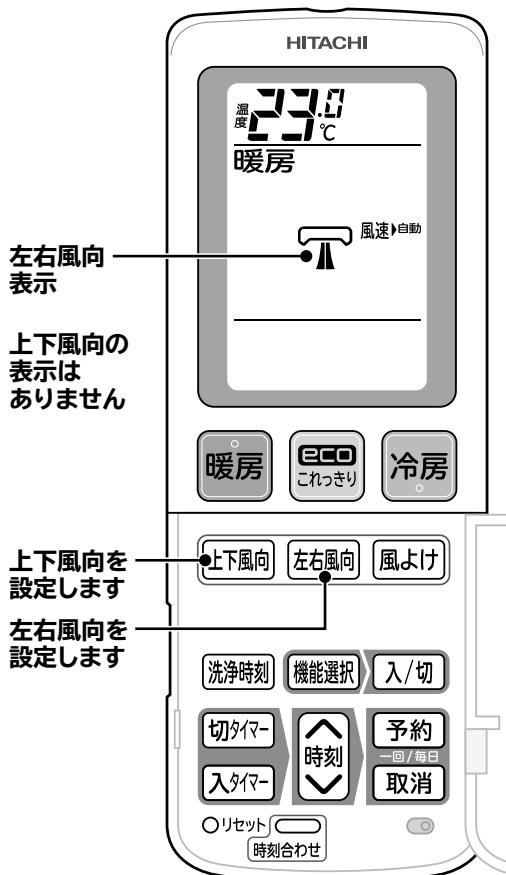 HITACHI
温度 23.0 ℃
暖房
風速 自動
左右風向
表示
上下風向の
表示は
ありません
暖房
eco
これっきり
冷房
上下風向を
設定します
上下風向 左右風向 風よけ
左右風向を
設定します
洗浄時刻 機能選択 入/切
切タイマー 時刻 予約
一回/毎日
入タイマー 取消
リセット
時刻合わせ